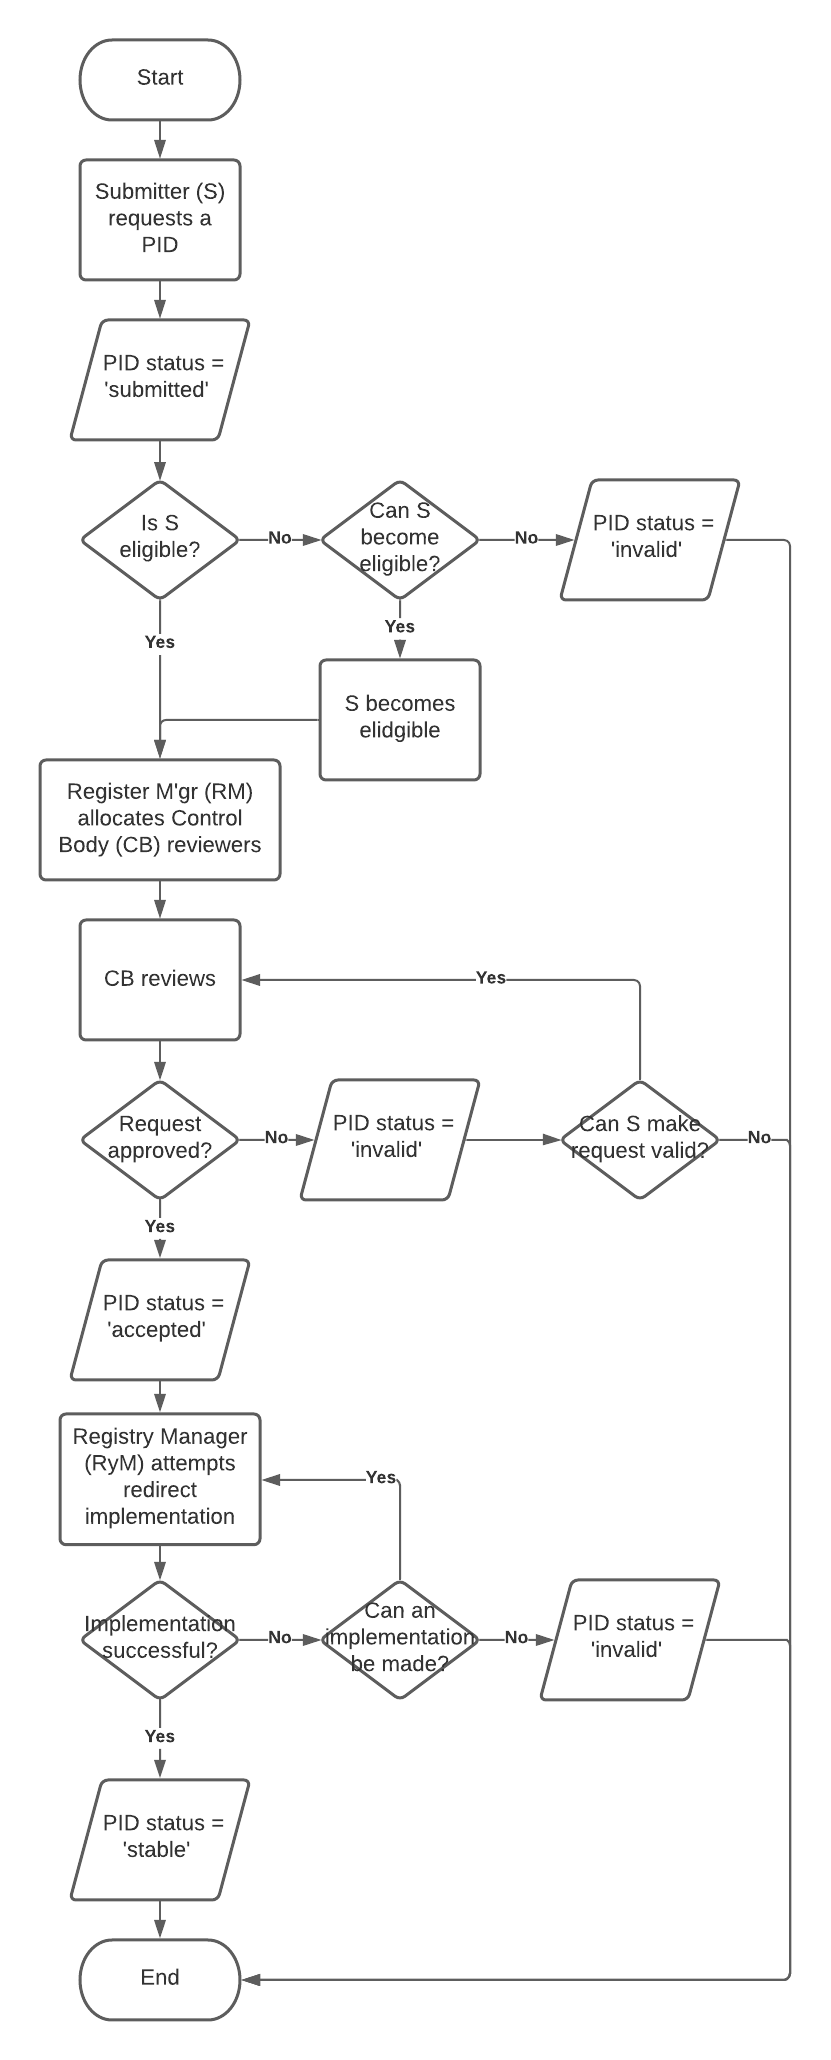 Start
Submitter (S)
requests a
PID
PID status =
'submitted'
Is S
eligible?
No
Can S
become
eligible?
No
PID status =
'invalid'
Yes
Yes
S becomes
elidgible
Register M'gr (RM)
allocates Control
Body (CB) reviewers
CB reviews
Yes
Request
approved?
No
PID status =
'invalid'
Can S make
request valid?
No
Yes
PID status =
'accepted'
Registry Manager
(RyM) attempts
redirect
implementation
Yes
Implementation
successful?
No
Can an
implementation
be made?
No
PID status =
'invalid'
Yes
PID status =
'stable'
End